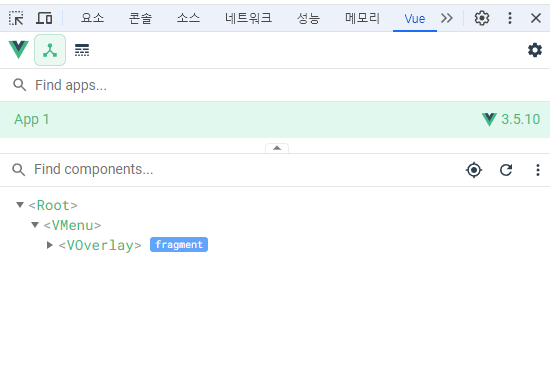 요소 콘솔 소스 네트워크 성능 메모리 Vue
Find apps...
App 1 3.5.10
Find components...
<Root>
<VMenu>
<VOverlay> fragment